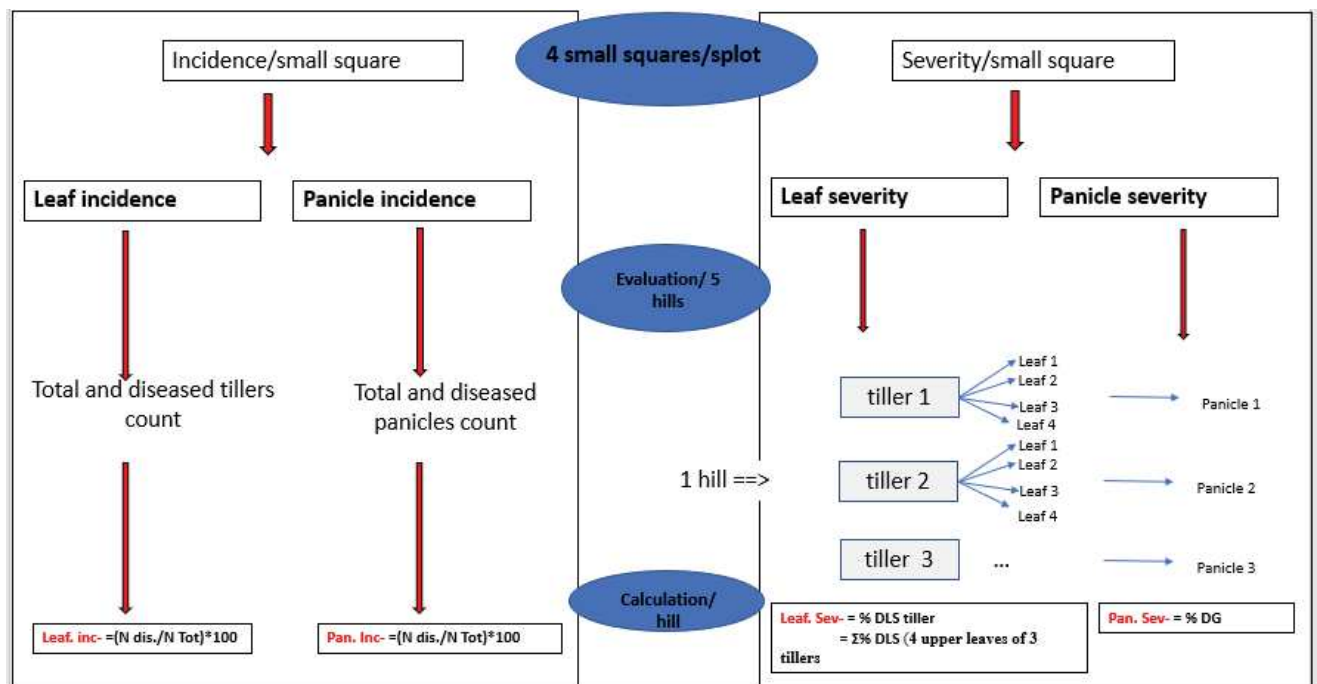 4 small squares/splot
Incidence/small square
Leaf incidence
Panicle incidence
Total and diseased tillers
count
Total and diseased
panicles count
Leaf. inc- =(N dis./N Tot)*100
Pan. Inc- =(N dis./N Tot)*100
Evaluation/ 5
hills
Calculation/
hill
Severity/small square
Leaf severity
Panicle severity
1 hill ==>
tiller 1
Leaf 1
Leaf 2
Leaf 3
Leaf 4
Panicle 1
tiller 2
Leaf 1
Leaf 2
Leaf 3
Leaf 4
Panicle 2
tiller 3
...
Panicle 3
Leaf. Sev- = % DLS tiller
= Σ% DLS (4 upper leaves of 3
tillers
Pan. Sev- = % DG